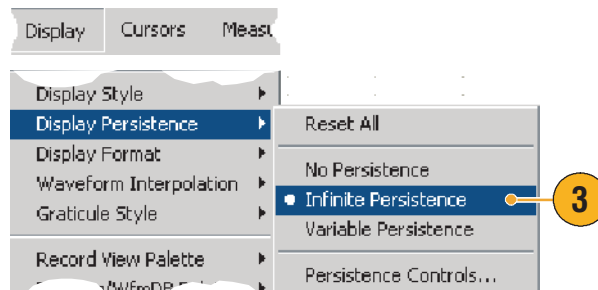 Display Cursors
Display Style
Display Persistence
Reset All
Display Format
No Persistence
Waveform Interpolation
Infinite Persistence
3
Graticule Style
Variable Persistence
Record View Palette
Persistence Controls...